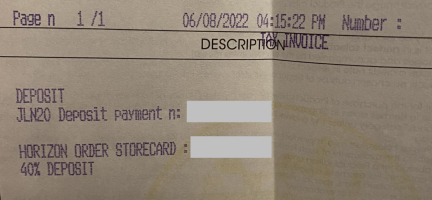 Page n 1 /1 06/08/2022 04:15:22 PM Number :
TAX INVOICE
DESCRIPTION
DEPOSIT
JLN20 Deposit payment n:
HORIZON ORDER STORECARD :
40% DEPOSIT